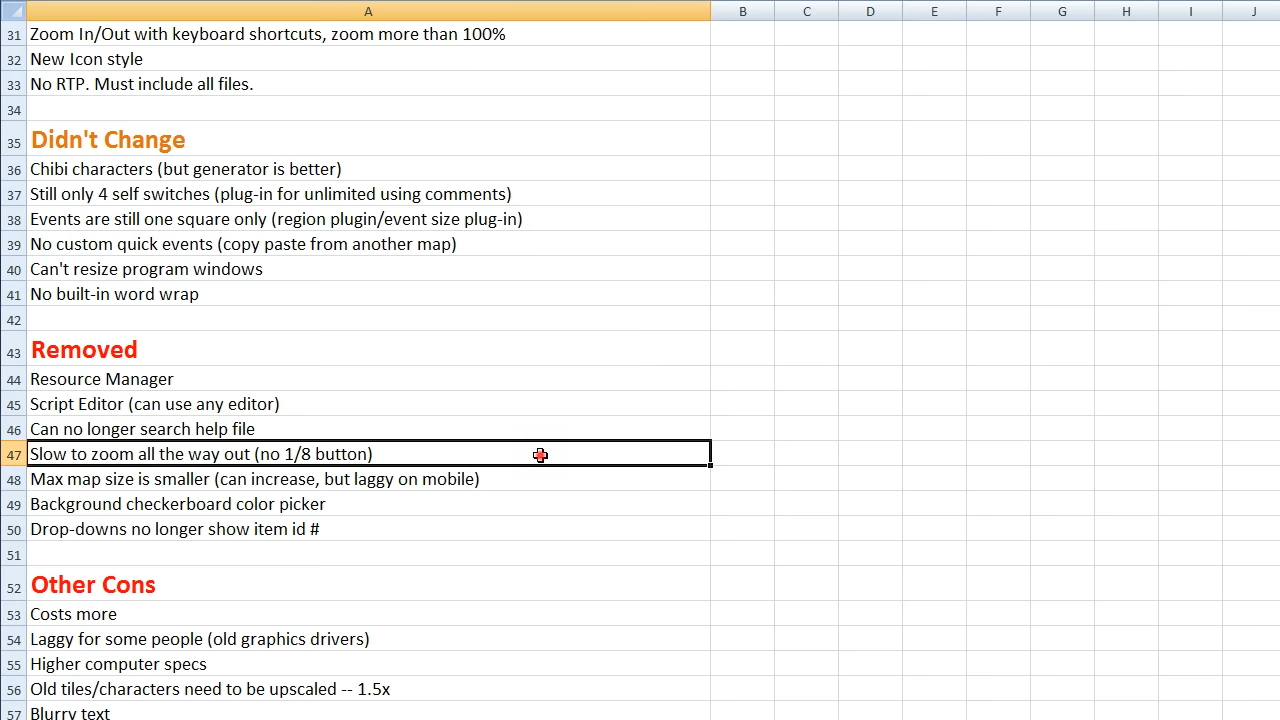 A B C D E F G H I J
31 Zoom In/Out with keyboard shortcuts, zoom more than 100%
32 New Icon style
33 No RTP. Must include all files.
34
35 Didn't Change
36 Chibi characters (but generator is better)
37 Still only 4 self switches (plug-in for unlimited using comments)
38 Events are still one square only (region plugin/event size plug-in)
39 No custom quick events (copy paste from another map)
40 Can't resize program windows
41 No built-in word wrap
42
43 Removed
44 Resource Manager
45 Script Editor (can use any editor)
46 Can no longer search help file
47 Slow to zoom all the way out (no 1/8 button)
48 Max map size is smaller (can increase, but laggy on mobile)
49 Background checkerboard color picker
50 Drop-downs no longer show item id #
51
52 Other Cons
53 Costs more
54 Laggy for some people (old graphics drivers)
55 Higher computer specs
56 Old tiles/characters need to be upscaled -- 1.5x
57 Blurry text